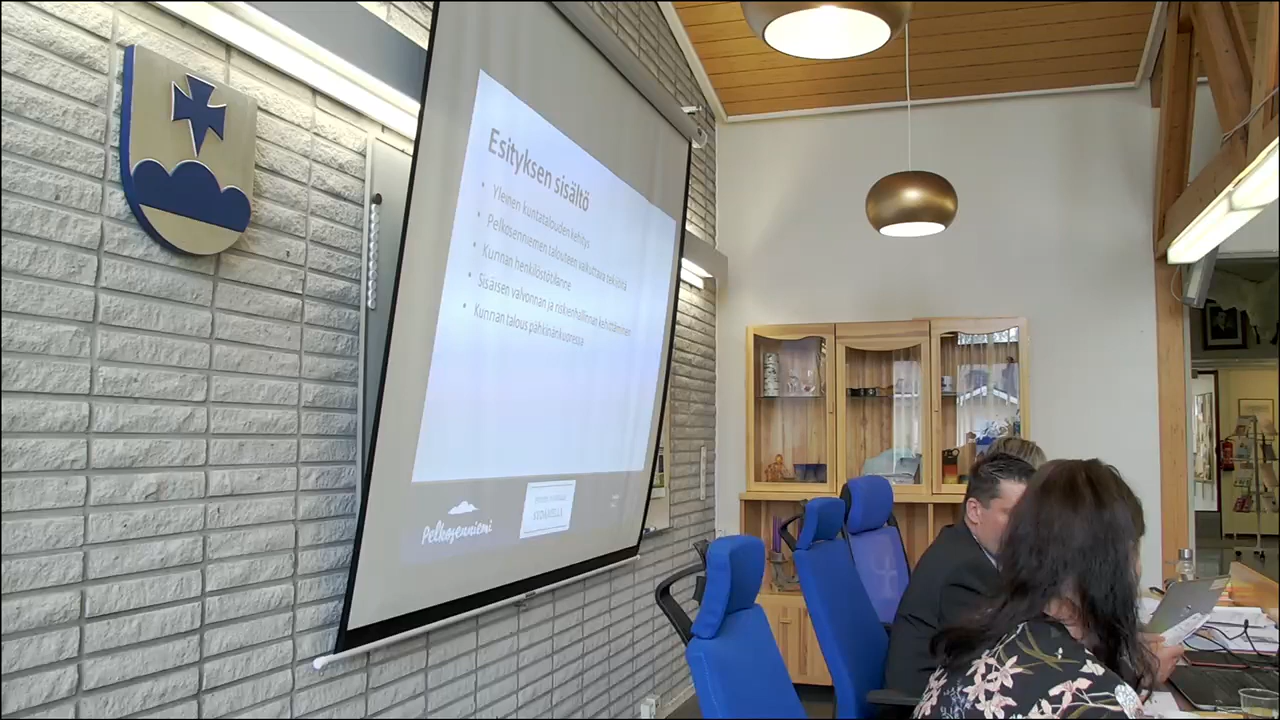 Esityksen sisältö
• Yleinen kuntatalouden kehitys
• Pelkosenniemen talouteen vaikuttavia tekijöitä
• Kunnan henkilöstötilanne
• Sisäisen valvonnan ja riskienhallinnan kehittäminen
• Kunnan talous pähkinänkuoressa
Pelkosenniemi
SYDÄMELLÄ